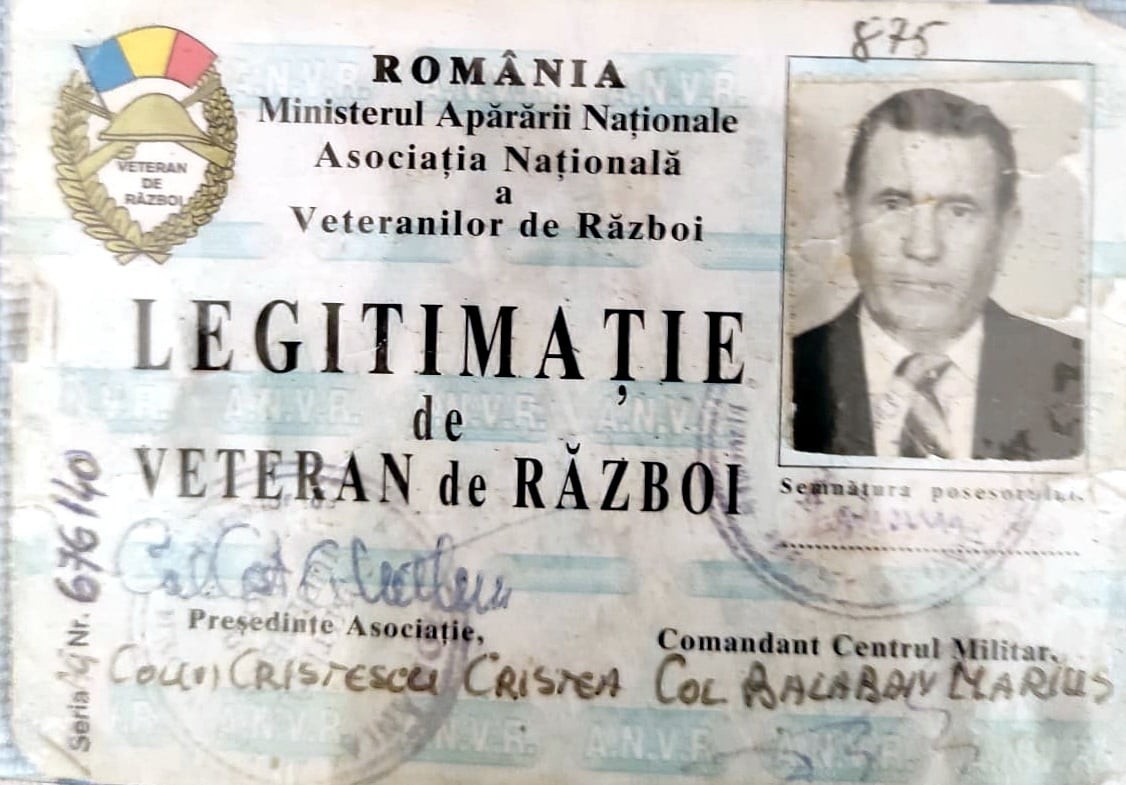 875
ROMÂNIA
Ministerul Apărării Naționale
Asociația Națională
a
Veteranilor de Război
VETERAN
DE
RĂZBOI
LEGITIMAȚIE
de
VETERAN de RĂZBOI
Semnătura posesorului
Seria Nr. 676140
Președinte Asociație,
CRISTESCU CRISTEA
Comandant Centrul Militar,
COL BALABAN MARIUS
A.N.V.R. A.N.V.R.
A.N.V.R. A.N.V.R. A.N.V.R.
A.N.V.R. A.N.V.R. A.N.V.R. A.N.V.R.